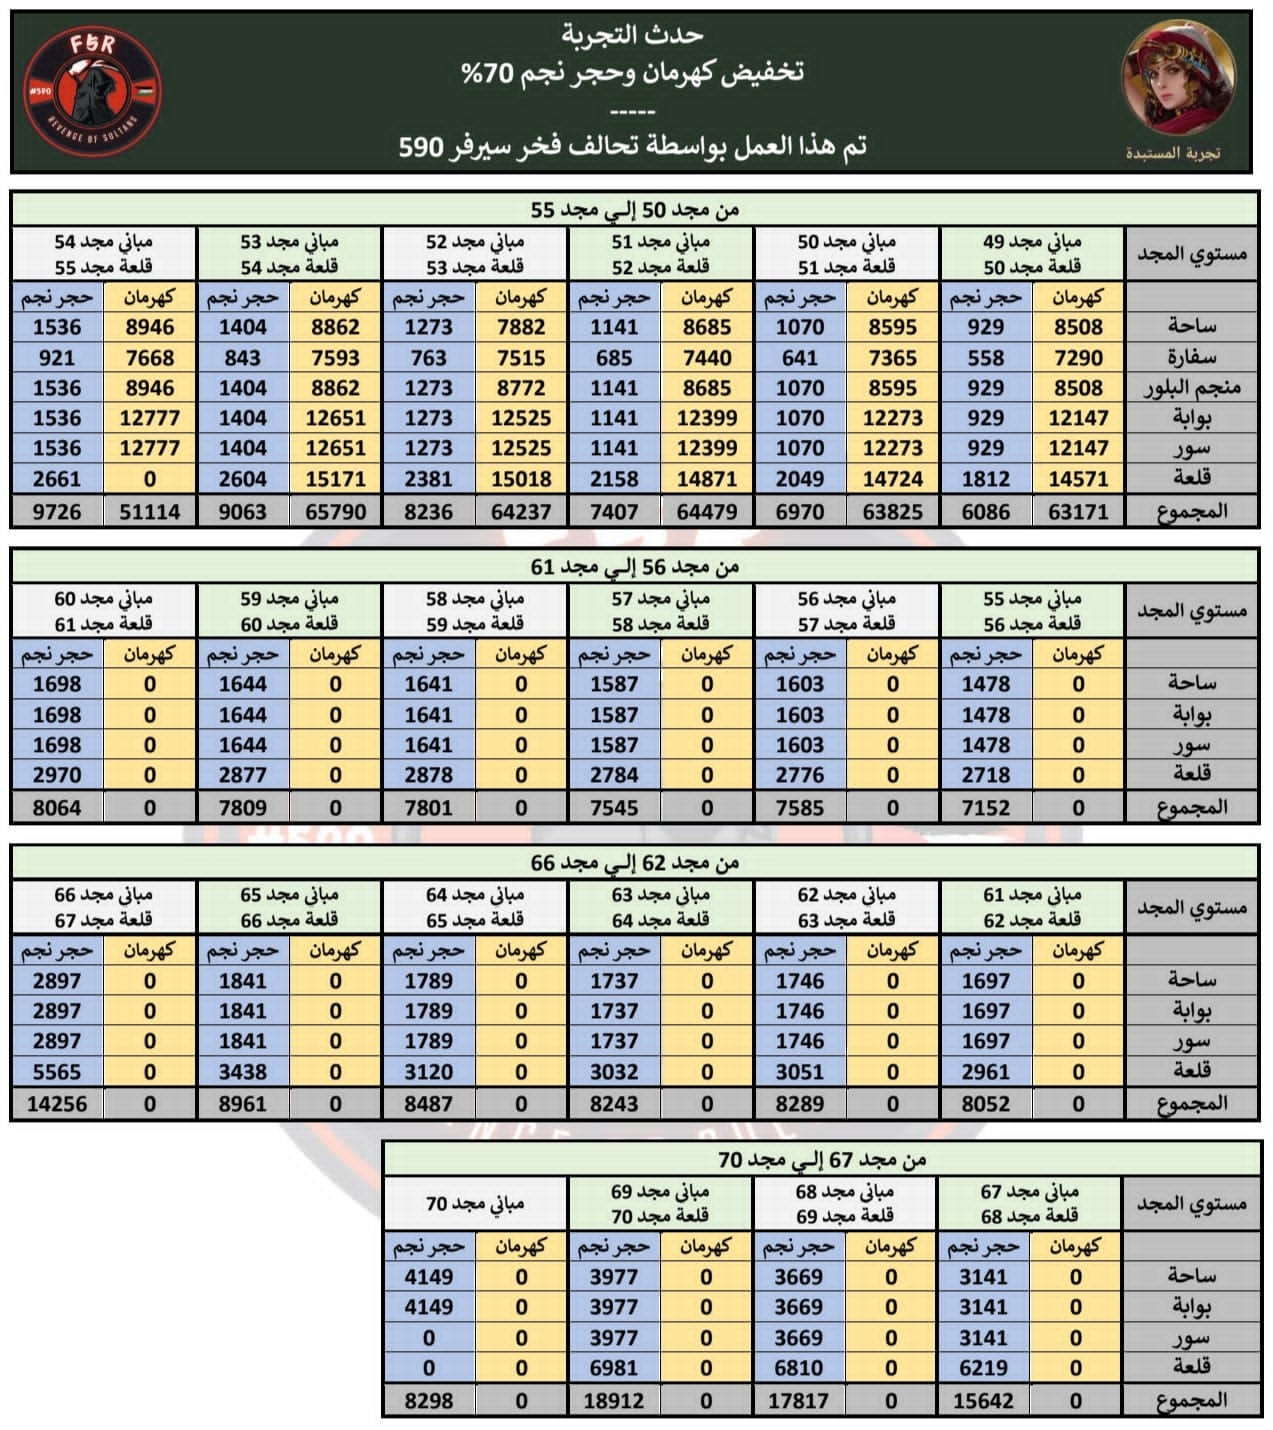 حدث التجربة
تخفيض كهرمان وحجر نجم 70%
-----
تم هذا العمل بواسطة تحالف فخر سيرفر 590
F5R
#590
REVENGE OF SULTANS
تجربة المستبدة
من مجد 50 إلي مجد 55
مستوي المجد | مباني مجد 49 | مباني مجد 50 | مباني مجد 51 | مباني مجد 52 | مباني مجد 53 | مباني مجد 54
قلعة مجد 50 | قلعة مجد 51 | قلعة مجد 52 | قلعة مجد 53 | قلعة مجد 54 | قلعة مجد 55
كهرمان | حجر نجم | كهرمان | حجر نجم | كهرمان | حجر نجم | كهرمان | حجر نجم | كهرمان | حجر نجم | كهرمان | حجر نجم
ساحة | 8508 | 929 | 8595 | 1070 | 8685 | 1141 | 7882 | 1273 | 8862 | 1404 | 8946 | 1536
سفارة | 7290 | 558 | 7365 | 641 | 7440 | 685 | 7515 | 763 | 7593 | 843 | 7668 | 921
منجم البلور | 8508 | 929 | 8595 | 1070 | 8685 | 1141 | 8772 | 1273 | 8862 | 1404 | 8946 | 1536
بوابة | 12147 | 929 | 12273 | 1070 | 12399 | 1141 | 12525 | 1273 | 12651 | 1404 | 12777 | 1536
سور | 12147 | 929 | 12273 | 1070 | 12399 | 1141 | 12525 | 1273 | 12651 | 1404 | 12777 | 1536
قلعة | 14571 | 1812 | 14724 | 2049 | 14871 | 2158 | 15018 | 2381 | 15171 | 2604 | 0 | 2661
المجموع | 63171 | 6086 | 63825 | 6970 | 64479 | 7407 | 64237 | 8236 | 65790 | 9063 | 51114 | 9726
من مجد 56 إلي مجد 61
مستوي المجد | مباني مجد 55 | مباني مجد 56 | مباني مجد 57 | مباني مجد 58 | مباني مجد 59 | مباني مجد 60
قلعة مجد 56 | قلعة مجد 57 | قلعة مجد 58 | قلعة مجد 59 | قلعة مجد 60 | قلعة مجد 61
كهرمان | حجر نجم | كهرمان | حجر نجم | كهرمان | حجر نجم | كهرمان | حجر نجم | كهرمان | حجر نجم | كهرمان | حجر نجم
ساحة | 0 | 1478 | 0 | 1603 | 0 | 1587 | 0 | 1641 | 0 | 1644 | 0 | 1698
بوابة | 0 | 1478 | 0 | 1603 | 0 | 1587 | 0 | 1641 | 0 | 1644 | 0 | 1698
سور | 0 | 1478 | 0 | 1603 | 0 | 1587 | 0 | 1641 | 0 | 1644 | 0 | 1698
قلعة | 0 | 2718 | 0 | 2776 | 0 | 2784 | 0 | 2878 | 0 | 2877 | 0 | 2970
المجموع | 0 | 7152 | 0 | 7585 | 0 | 7545 | 0 | 7801 | 0 | 7809 | 0 | 8064
من مجد 62 إلي مجد 66
مستوي المجد | مباني مجد 61 | مباني مجد 62 | مباني مجد 63 | مباني مجد 64 | مباني مجد 65 | مباني مجد 66
قلعة مجد 62 | قلعة مجد 63 | قلعة مجد 64 | قلعة مجد 65 | قلعة مجد 66 | قلعة مجد 67
كهرمان | حجر نجم | كهرمان | حجر نجم | كهرمان | حجر نجم | كهرمان | حجر نجم | كهرمان | حجر نجم | كهرمان | حجر نجم
ساحة | 0 | 1697 | 0 | 1746 | 0 | 1737 | 0 | 1789 | 0 | 1841 | 0 | 2897
بوابة | 0 | 1697 | 0 | 1746 | 0 | 1737 | 0 | 1789 | 0 | 1841 | 0 | 2897
سور | 0 | 1697 | 0 | 1746 | 0 | 1737 | 0 | 1789 | 0 | 1841 | 0 | 2897
قلعة | 0 | 2961 | 0 | 3051 | 0 | 3032 | 0 | 3120 | 0 | 3438 | 0 | 5565
المجموع | 0 | 8052 | 0 | 8289 | 0 | 8243 | 0 | 8487 | 0 | 8961 | 0 | 14256
من مجد 67 إلي مجد 70
مستوي المجد | مباني مجد 67 | مباني مجد 68 | مباني مجد 69 | مباني مجد 70
قلعة مجد 68 | قلعة مجد 69 | قلعة مجد 70
كهرمان | حجر نجم | كهرمان | حجر نجم | كهرمان | حجر نجم | كهرمان | حجر نجم
ساحة | 0 | 3141 | 0 | 3669 | 0 | 3977 | 0 | 4149
بوابة | 0 | 3141 | 0 | 3669 | 0 | 3977 | 0 | 4149
سور | 0 | 3141 | 0 | 3669 | 0 | 3977 | 0 | 0
قلعة | 0 | 6219 | 0 | 6810 | 0 | 6981 | 0 | 0
المجموع | 0 | 15642 | 0 | 17817 | 0 | 18912 | 0 | 8298